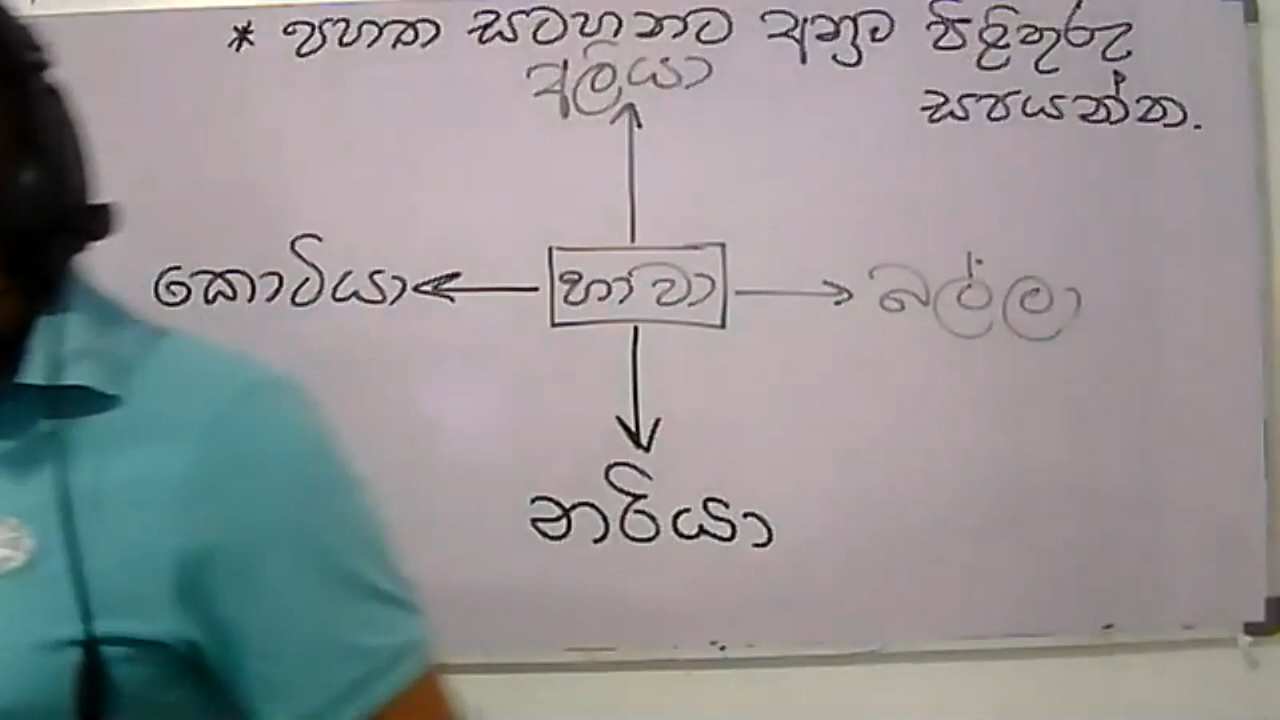 * පහත සටහනට අනුව පිළිතුරු
සපයන්න.
අලියා
කොටියා හාවා බල්ලා
නරියා